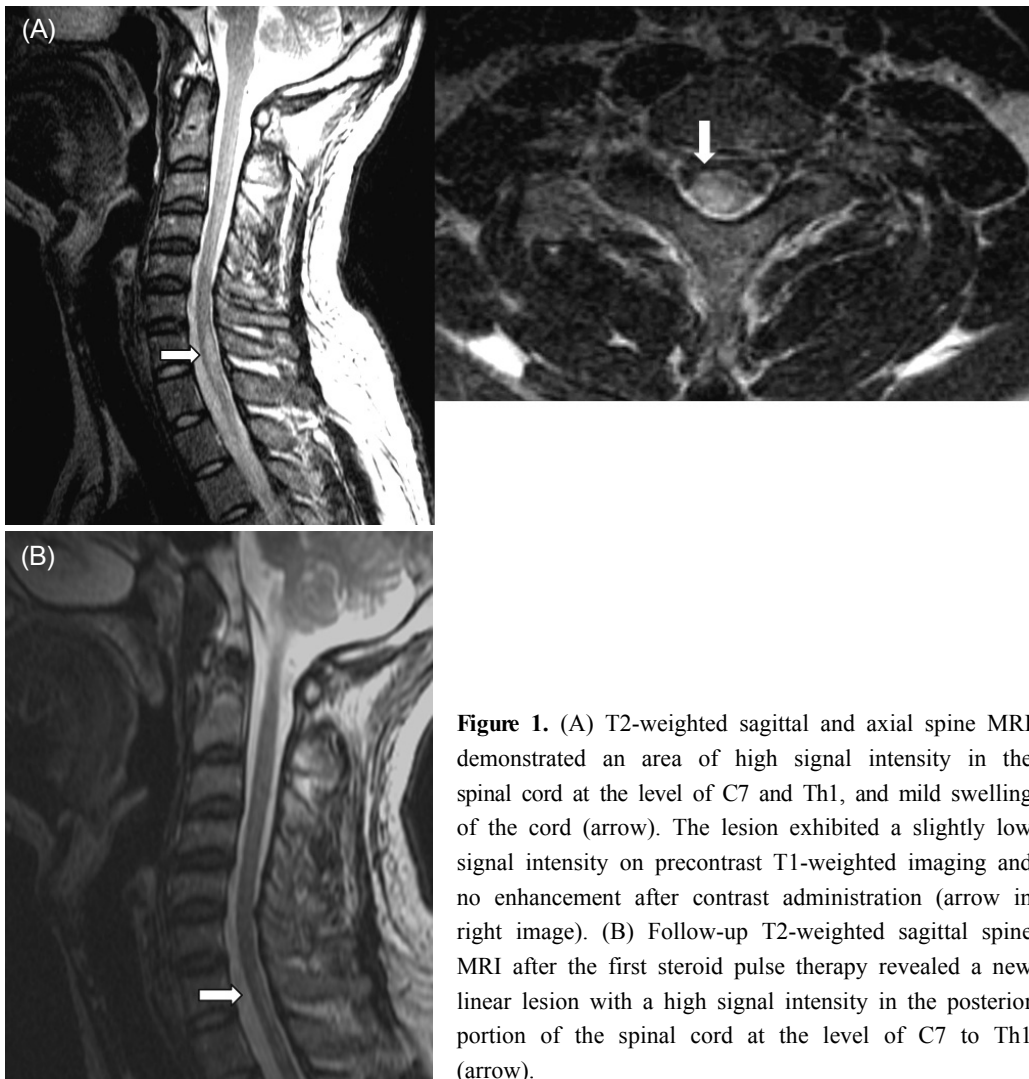 (A)
(B)
Figure 1. (A) T2-weighted sagittal and axial spine MRI
demonstrated an area of high signal intensity in the
spinal cord at the level of C7 and Th1, and mild swelling
of the cord (arrow). The lesion exhibited a slightly low
signal intensity on precontrast T1-weighted imaging and
no enhancement after contrast administration (arrow in
right image). (B) Follow-up T2-weighted sagittal spine
MRI after the first steroid pulse therapy revealed a new
linear lesion with a high signal intensity in the posterior
portion of the spinal cord at the level of C7 to Th1
(arrow).